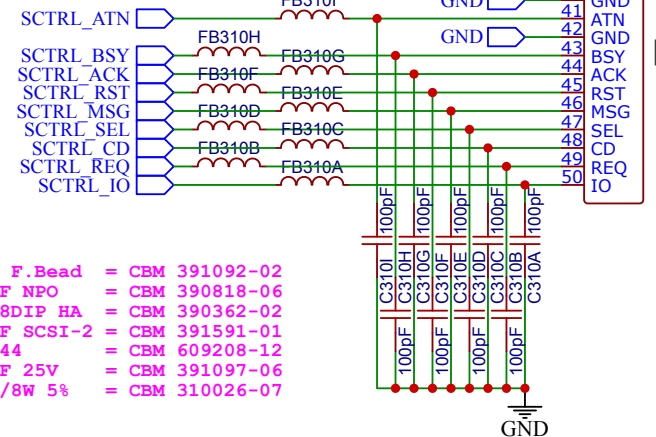 FB310I
GND
GND
SCTRL_ATN
41
ATN
42
GND
GND
FB310H
43
BSY
SCTRL_BSY
FB310G
44
ACK
SCTRL_ACK
FB310F
45
RST
SCTRL_RST
FB310E
46
MSG
SCTRL_MSG
FB310D
47
SEL
SCTRL_SEL
FB310C
48
CD
SCTRL_CD
FB310B
49
REQ
SCTRL_REQ
FB310A
50
IO
SCTRL_IO
100pF
100pF
100pF
100pF
100pF
C310I
C310H
C310G
C310F
C310E
C310D
C310C
C310B
C310A
100pF
100pF
100pF
100pF
F.Bead = CBM 391092-02
F NPO = CBM 390818-06
8DIP HA = CBM 390362-02
F SCSI-2 = CBM 391591-01
44 = CBM 609208-12
F 25V = CBM 391097-06
/8W 5% = CBM 310026-07
GND